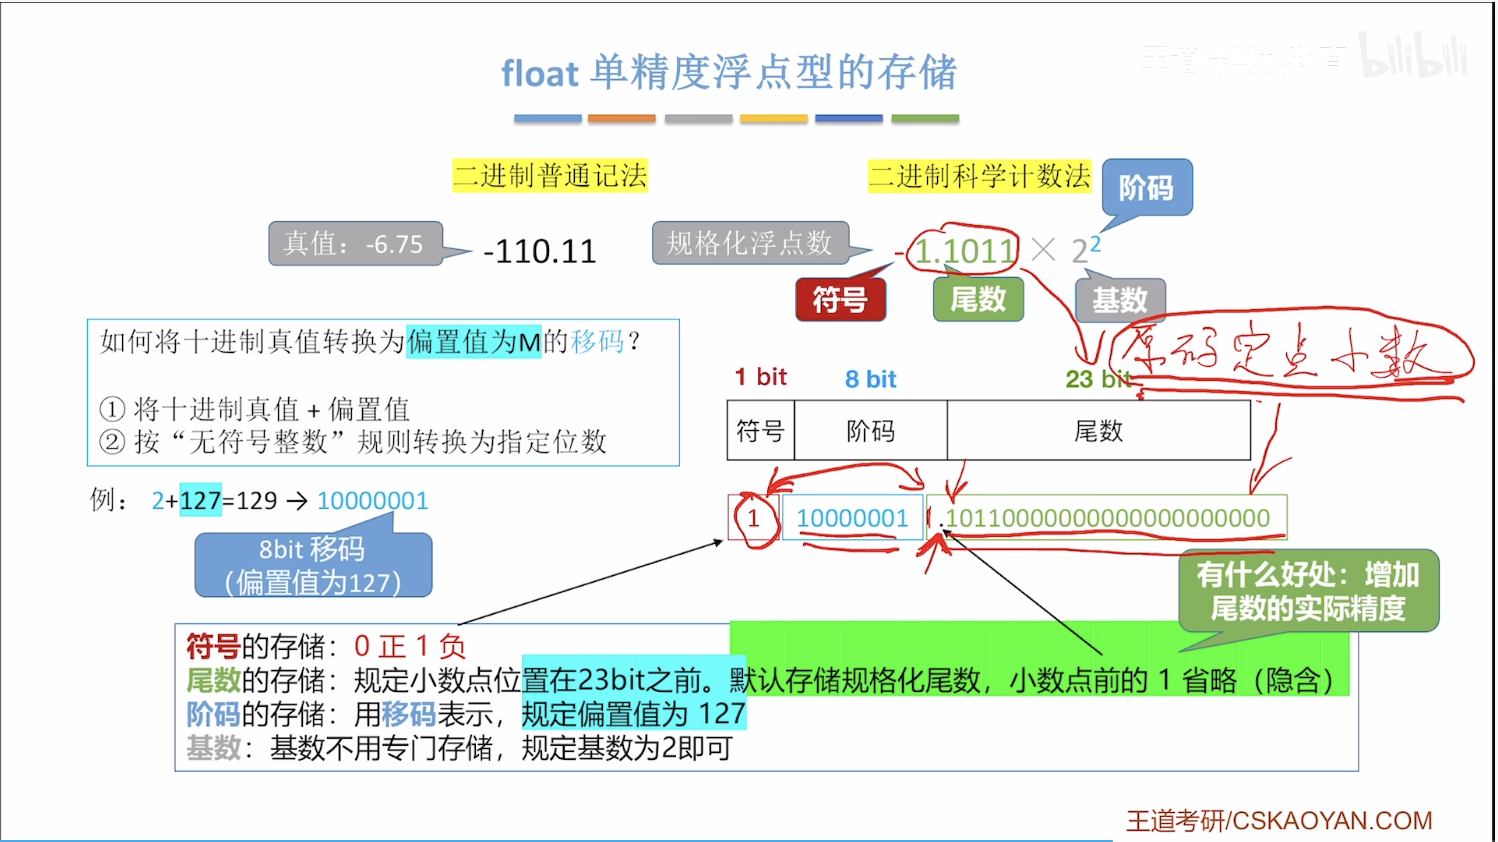 float 单精度浮点型的存储
bilibili
二进制普通记法
二进制科学计数法
阶码
真值：-6.75
-110.11
规格化浮点数
-1.1011×2²
符号
尾数
基数
原码定点小数
如何将十进制真值转换为偏置值为M的移码？
① 将十进制真值 + 偏置值
② 按“无符号整数”规则转换为指定位数
1 bit
8 bit
23 bit
符号
阶码
尾数
例： 2+127=129 → 10000001
1
10000001
1
.10110000000000000000000
8bit 移码
（偏置值为127）
有什么好处：增加
尾数的实际精度
符号的存储：0 正 1 负
尾数的存储：规定小数点位置在23bit之前。默认存储规格化尾数，小数点前的 1 省略（隐含）
阶码的存储：用移码表示，规定偏置值为 127
基数：基数不用专门存储，规定基数为2即可
王道考研/CSKAOYAN.COM